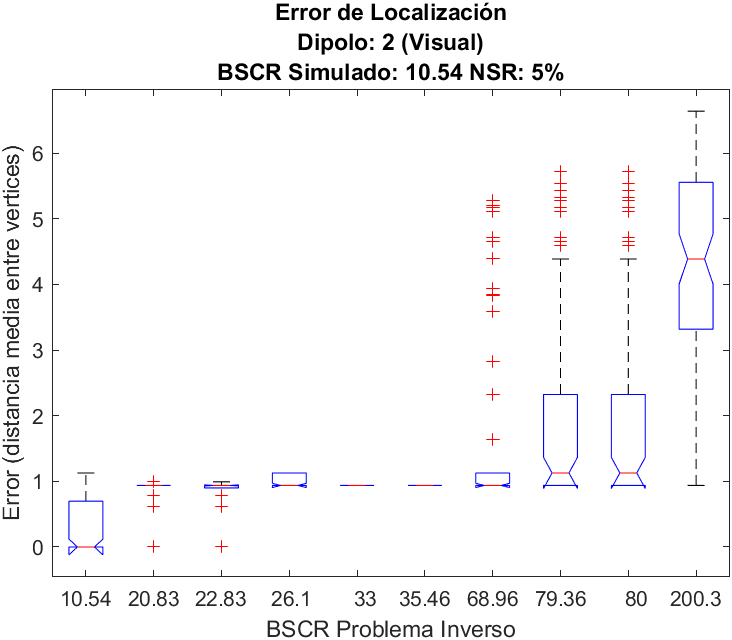 Error de Localización
Dipolo: 2 (Visual)
BSCR Simulado: 10.54 NSR: 5%
Error (distancia media entre vertices)
6
5
4
3
2
1
0
10.54 20.83 22.83 26.1 33 35.46 68.96 79.36 80 200.3
BSCR Problema Inverso